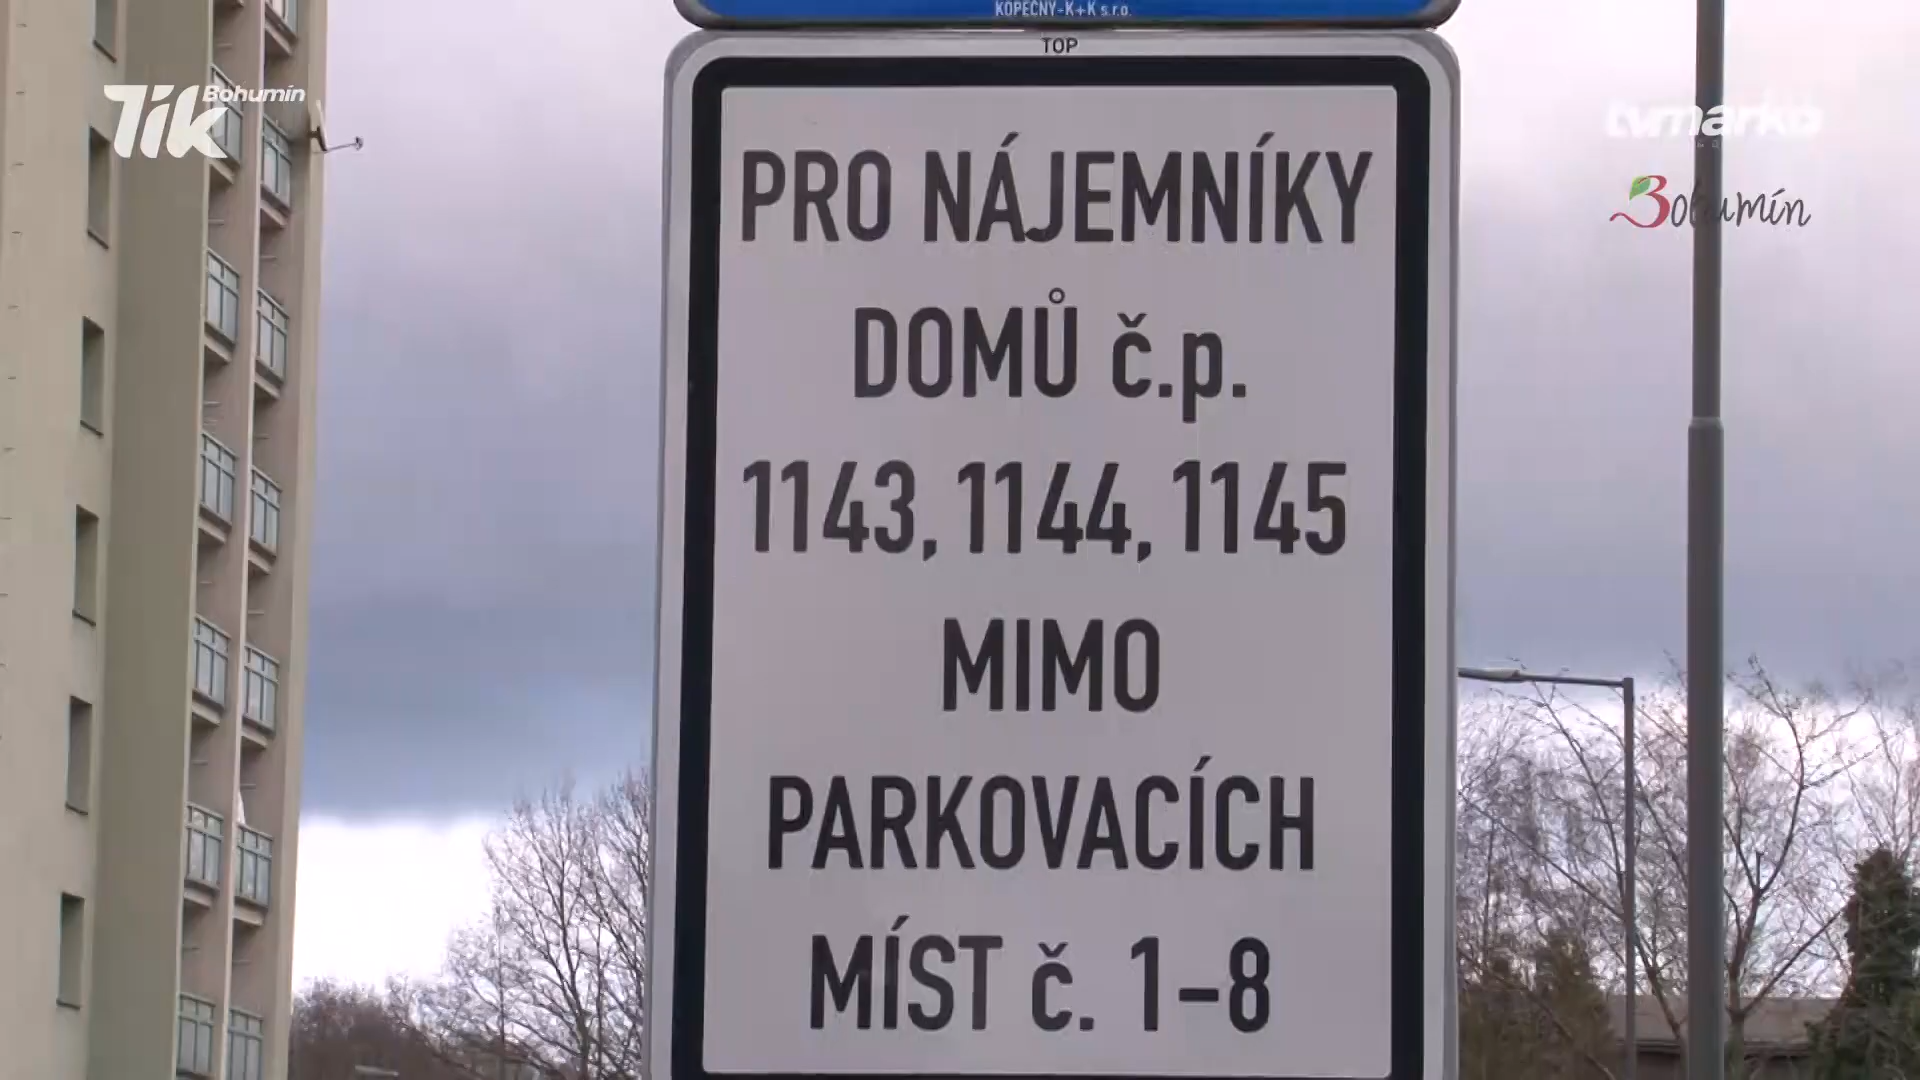 KOPEČNÝ-K+K s.r.o.
TOP
Tik Bohumín
tvmarko
Bohumín
PRO NÁJEMNÍKY
DOMŮ č.p.
1143, 1144, 1145
MIMO
PARKOVACÍCH
MÍST č. 1-8